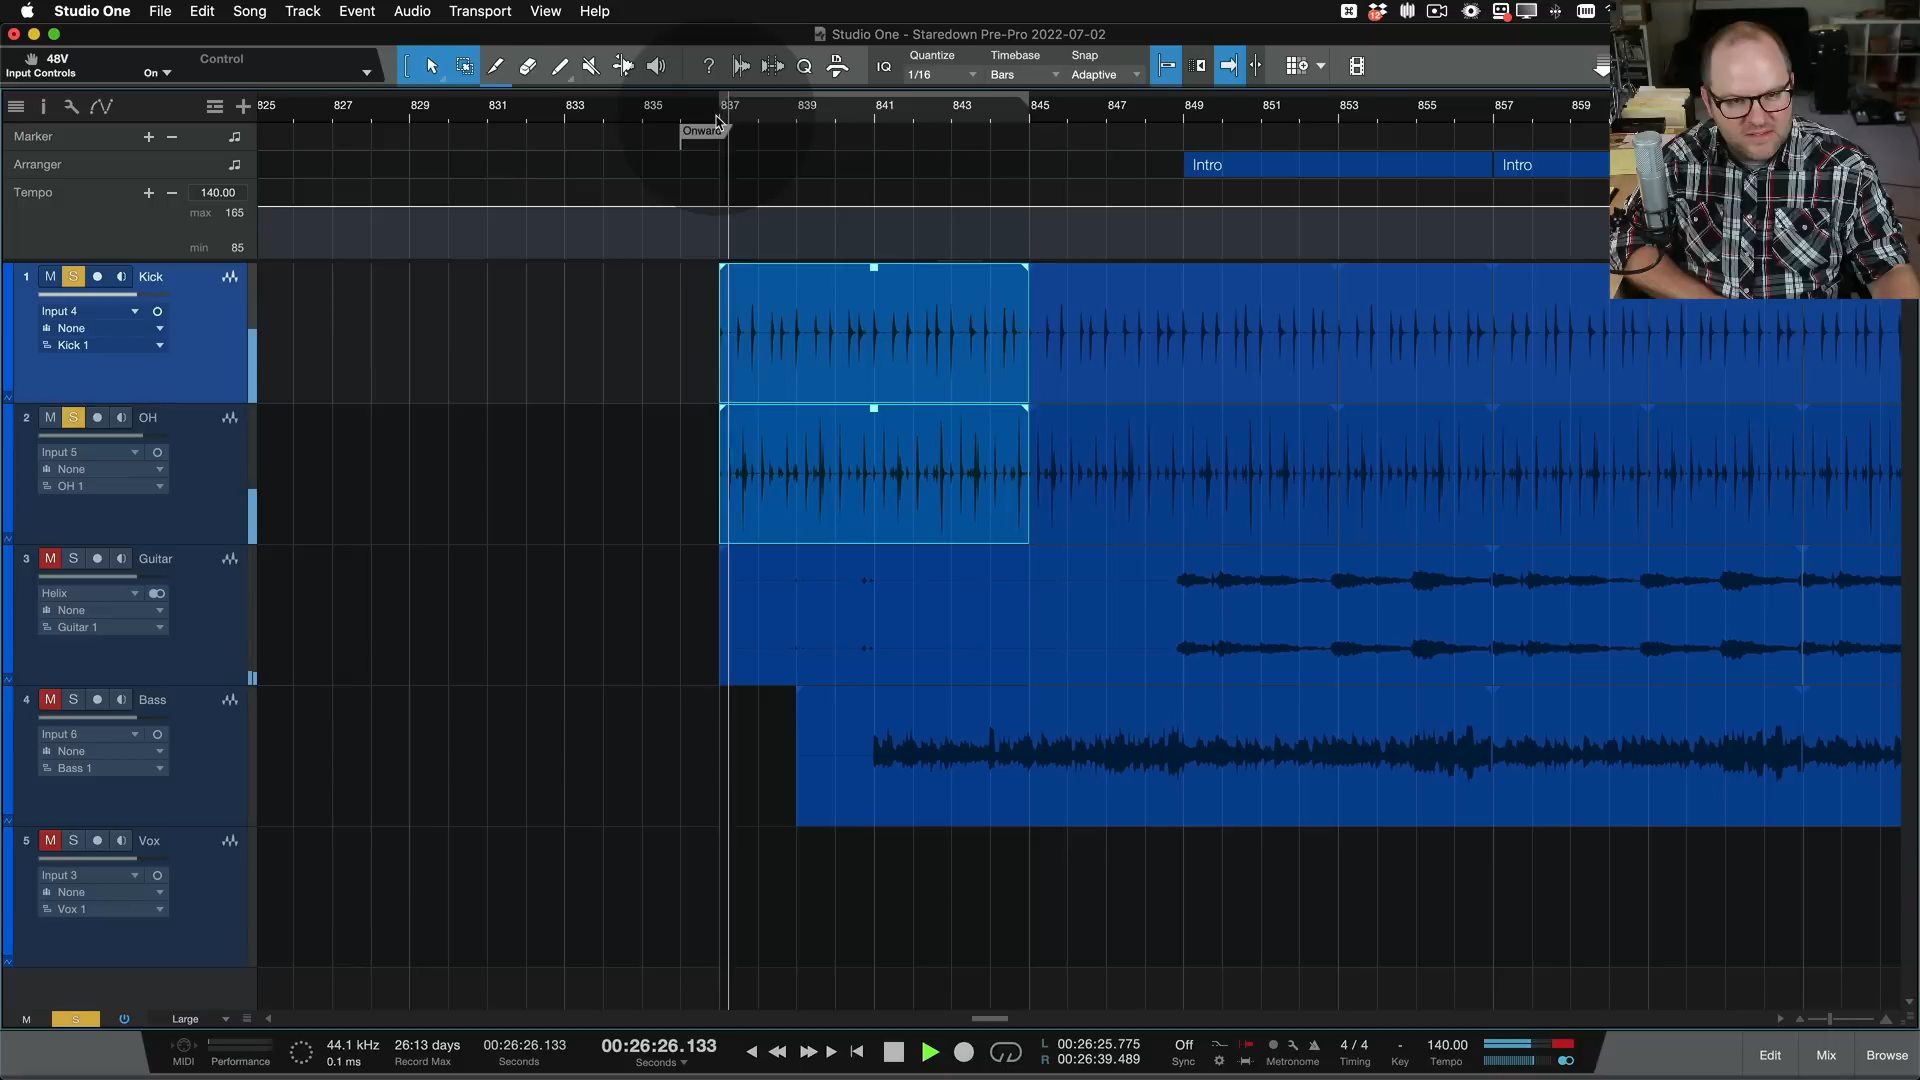 Studio One File Edit Song Track Event Audio Transport View Help
12
Studio One - Staredown Pre-Pro 2022-07-02
48V
Input Controls
On
Control
?
Q
IQ
Quantize
1/16
Timebase
Bars
Snap
Adaptive
825 827 829 831 833 835 837 839 841 843 845 847 849 851 853 855 857 859
Marker
Onward
Arranger
Intro
Intro
Tempo
140.00
max 165
min 85
1 M S Kick
Input 4
None
Kick 1
2 M S OH
Input 5
None
OH 1
3 M S Guitar
Helix
None
Guitar 1
4 M S Bass
Input 6
None
Bass 1
5 M S Vox
Input 3
None
Vox 1
M S Large
MIDI
Performance
44.1 kHz
0.1 ms
26:13 days
Record Max
00:26:26.133
Seconds
00:26:26.133
Seconds
L 00:26:25.775
R 00:26:39.489
Off
Sync
Metronome
4 / 4
Timing
-
Key
140.00
Tempo
Edit
Mix
Browse